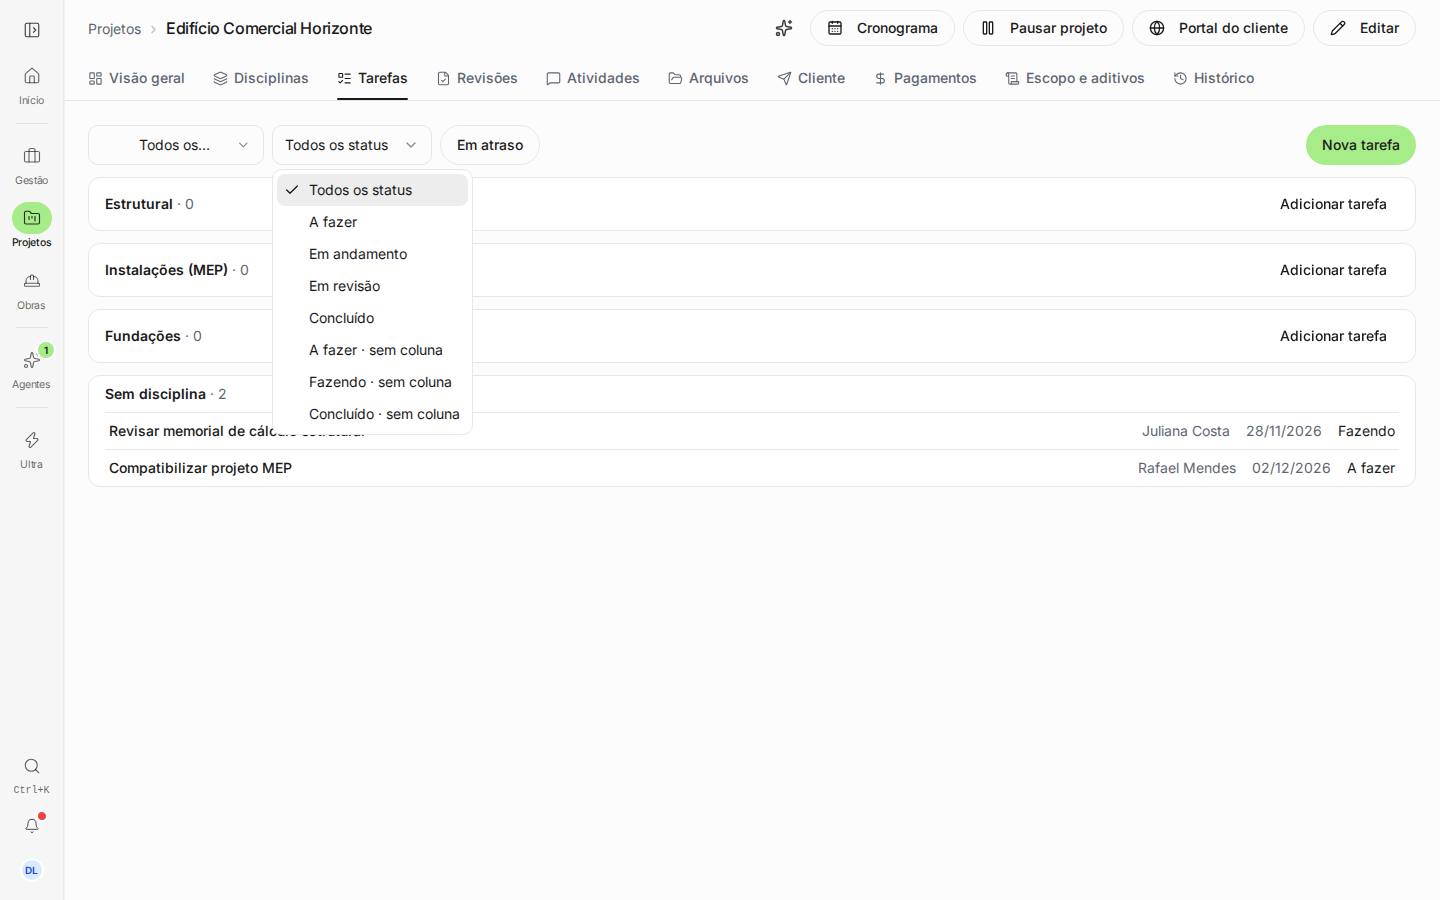 Projetos
Edifício Comercial Horizonte
Cronograma
Pausar projeto
Portal do cliente
Editar
Visão geral
Disciplinas
Tarefas
Revisões
Atividades
Arquivos
Cliente
Pagamentos
Escopo e aditivos
Histórico
Início
Gestão
Projetos
Obras
1
Agentes
Ultra
Ctrl+K
DL
Todos os...
Todos os status
Em atraso
Nova tarefa
Todos os status
A fazer
Em andamento
Em revisão
Concluído
A fazer · sem coluna
Fazendo · sem coluna
Concluído · sem coluna
Estrutural · 0
Adicionar tarefa
Instalações (MEP) · 0
Adicionar tarefa
Fundações · 0
Adicionar tarefa
Sem disciplina · 2
Revisar memorial de cálculo estrutural
Juliana Costa
28/11/2026
Fazendo
Compatibilizar projeto MEP
Rafael Mendes
02/12/2026
A fazer